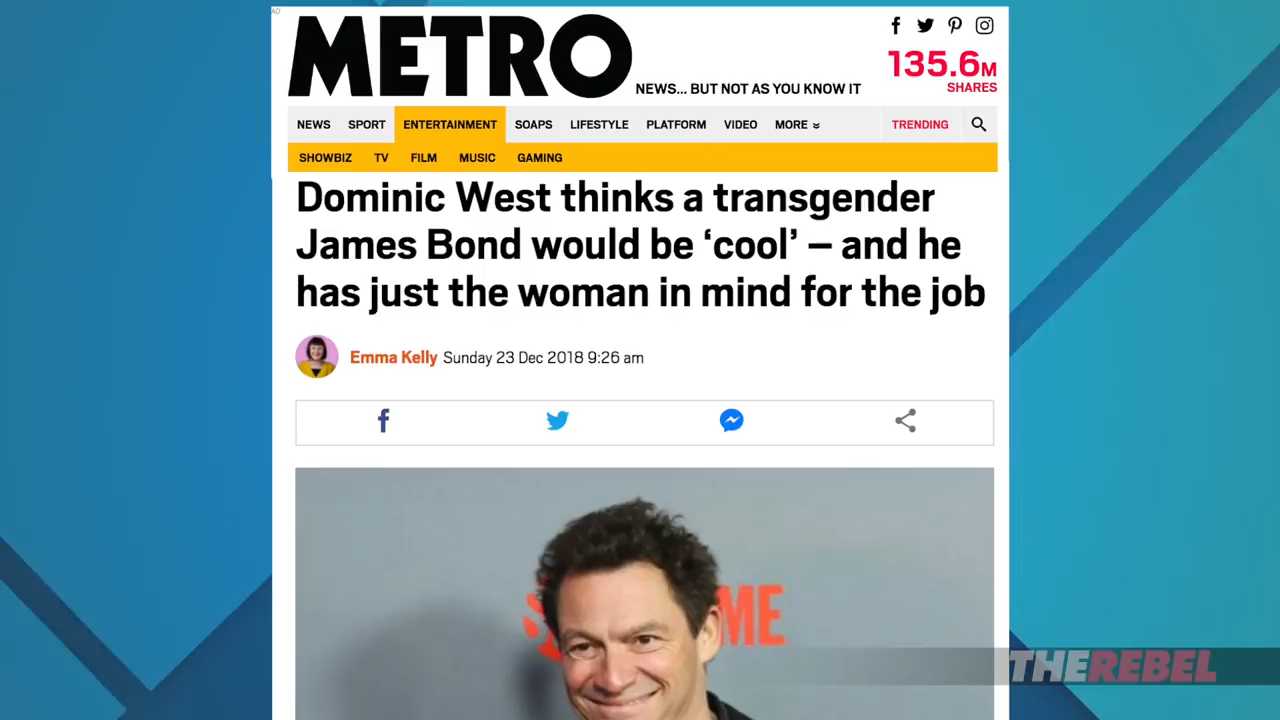 AD
METRO
NEWS... BUT NOT AS YOU KNOW IT
135.6M
SHARES
NEWS SPORT ENTERTAINMENT SOAPS LIFESTYLE PLATFORM VIDEO MORE TRENDING
SHOWBIZ TV FILM MUSIC GAMING
Dominic West thinks a transgender
James Bond would be ‘cool’ – and he
has just the woman in mind for the job
Emma Kelly Sunday 23 Dec 2018 9:26 am
THEREBEL